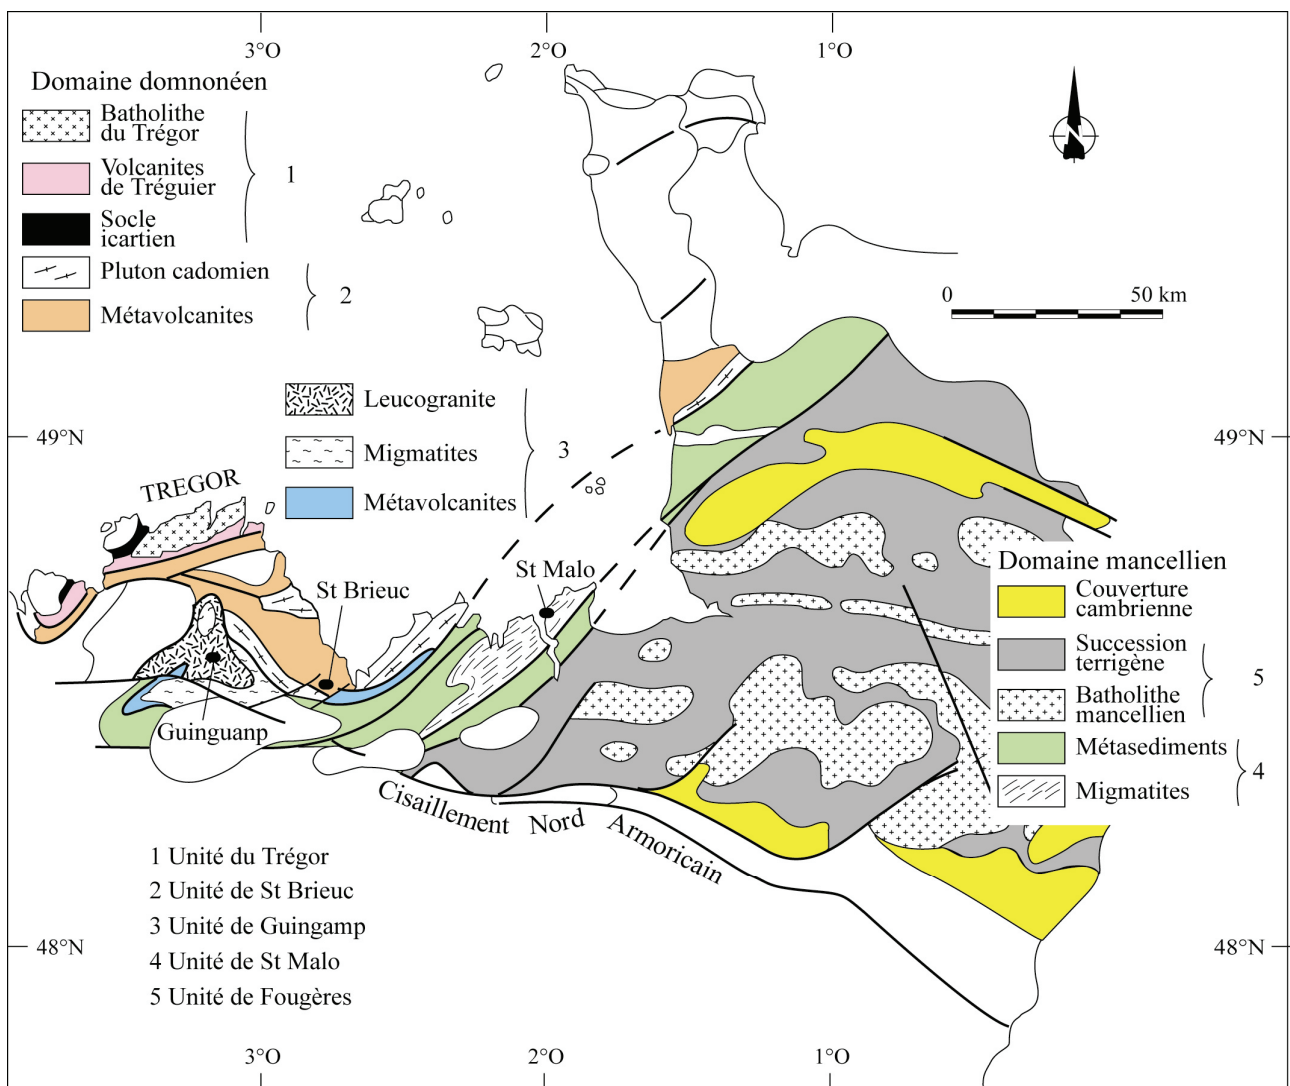 3°O
2°O
1°O
Domaine domnonéen
Batholithe
du Trégor
Volcanites
de Tréguier
1
Socle
icartien
Pluton cadomien
2
Métavolcanites
N
0
50 km
Leucogranite
Migmatites
3
Métavolcanites
49°N
49°N
TREGOR
St Brieuc
St Malo
Guinguanp
Domaine mancellien
Couverture
cambrienne
Succession
terrigène
5
Batholithe
mancellien
Métasediments
4
Migmatites
Cisaillement Nord Armoricain
1 Unité du Trégor
2 Unité de St Brieuc
3 Unité de Guingamp
4 Unité de St Malo
5 Unité de Fougères
48°N
48°N
3°O
2°O
1°O